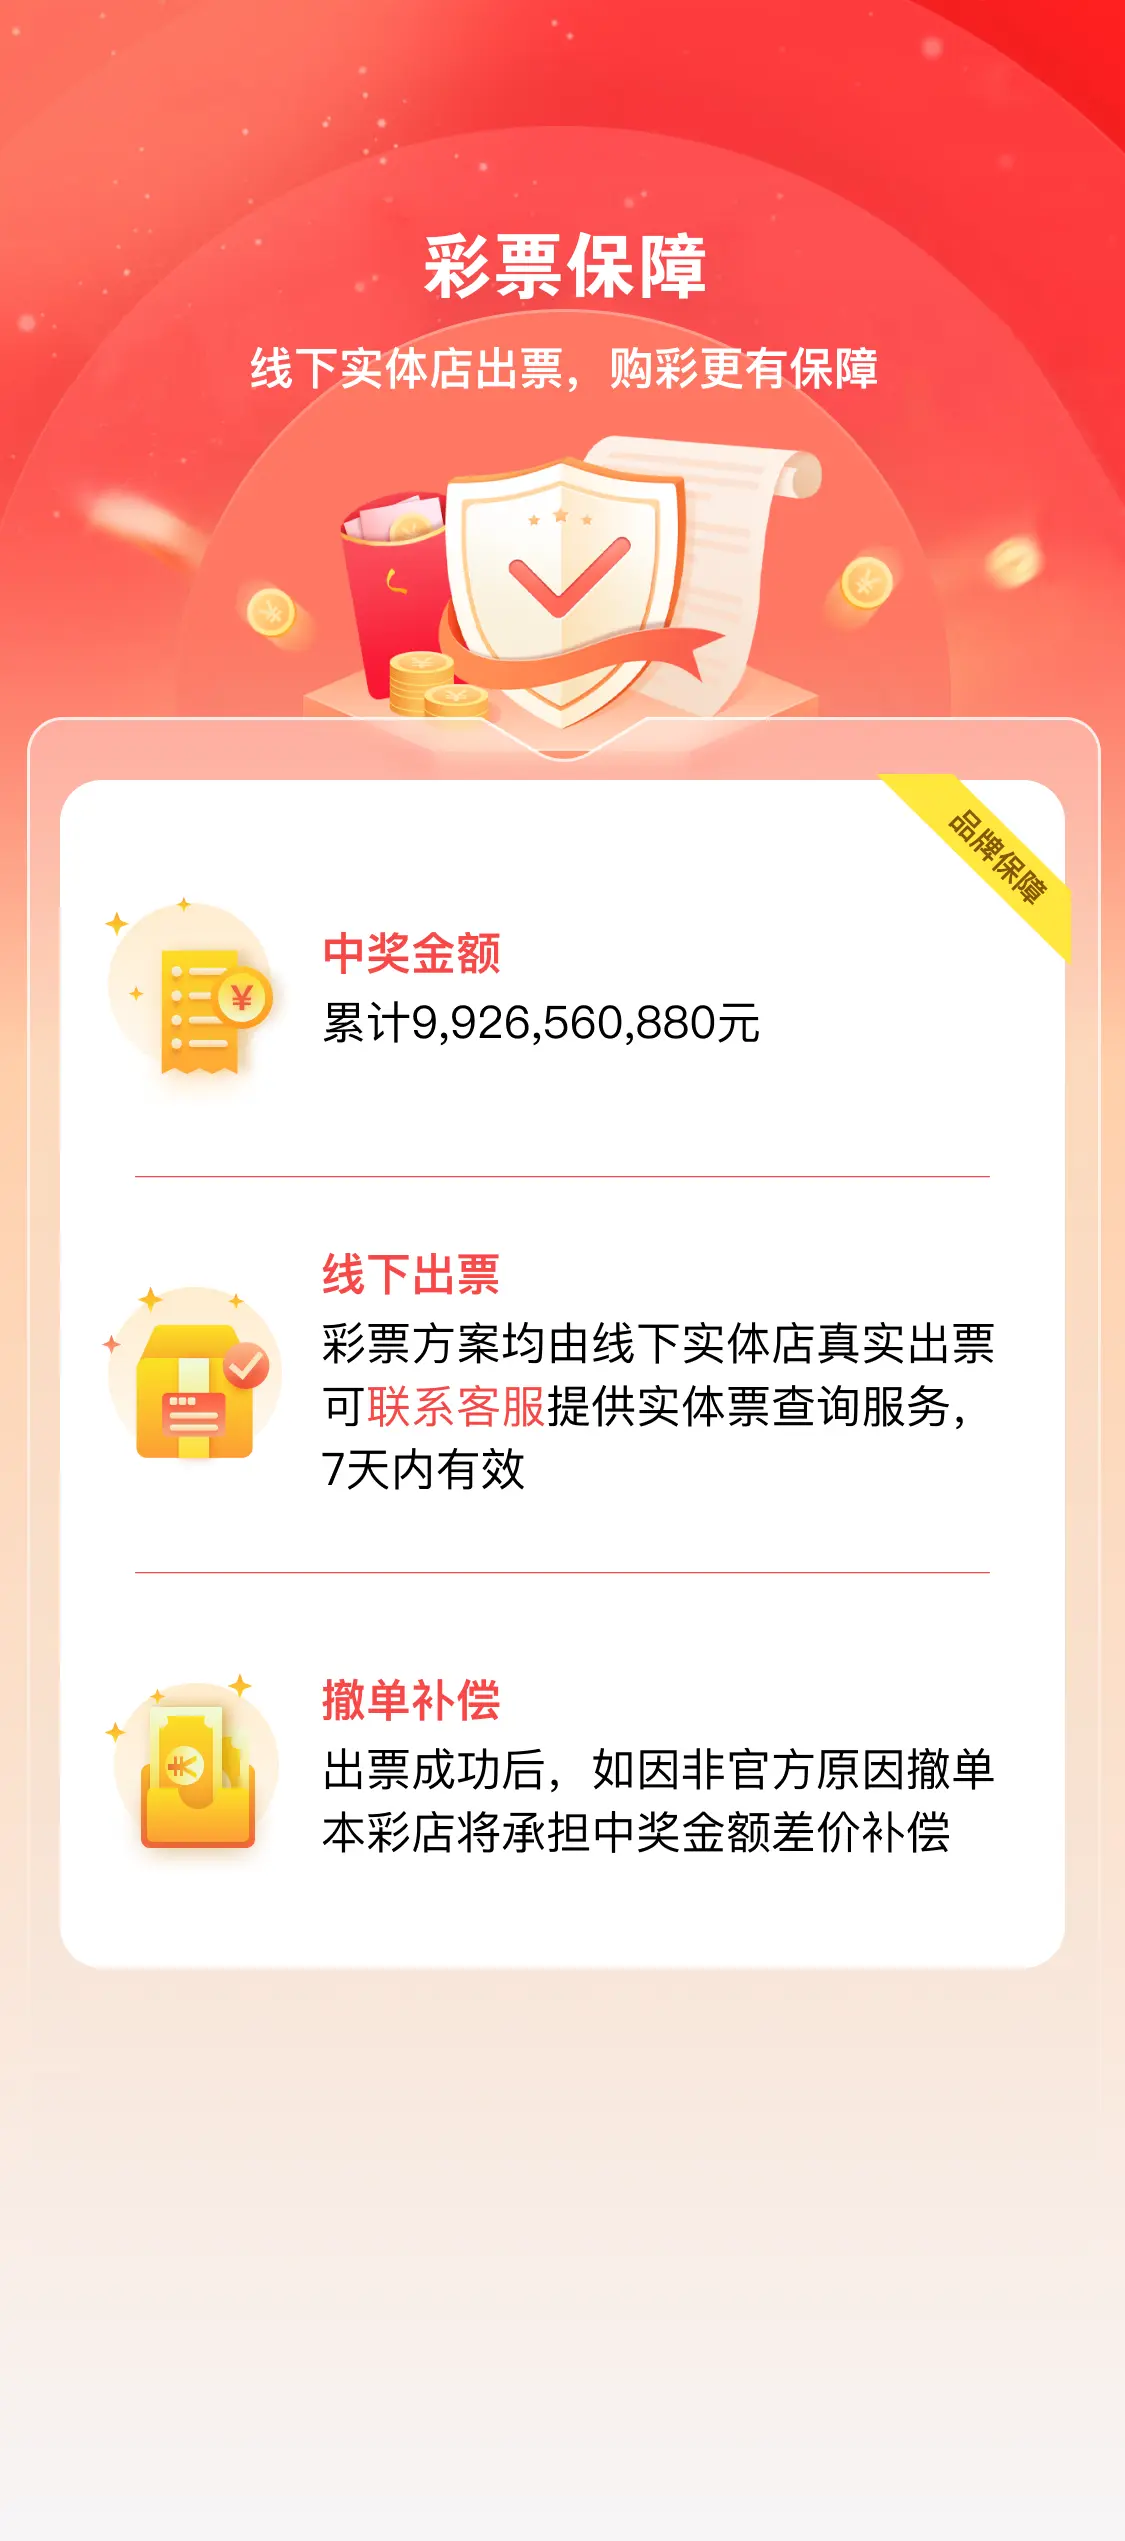 彩票保障
线下实体店出票，购彩更有保障
品牌保障
中奖金额
累计9,926,560,880元
线下出票
彩票方案均由线下实体店真实出票
可联系客服提供实体票查询服务，
7天内有效
撤单补偿
出票成功后，如因非官方原因撤单
本彩店将承担中奖金额差价补偿